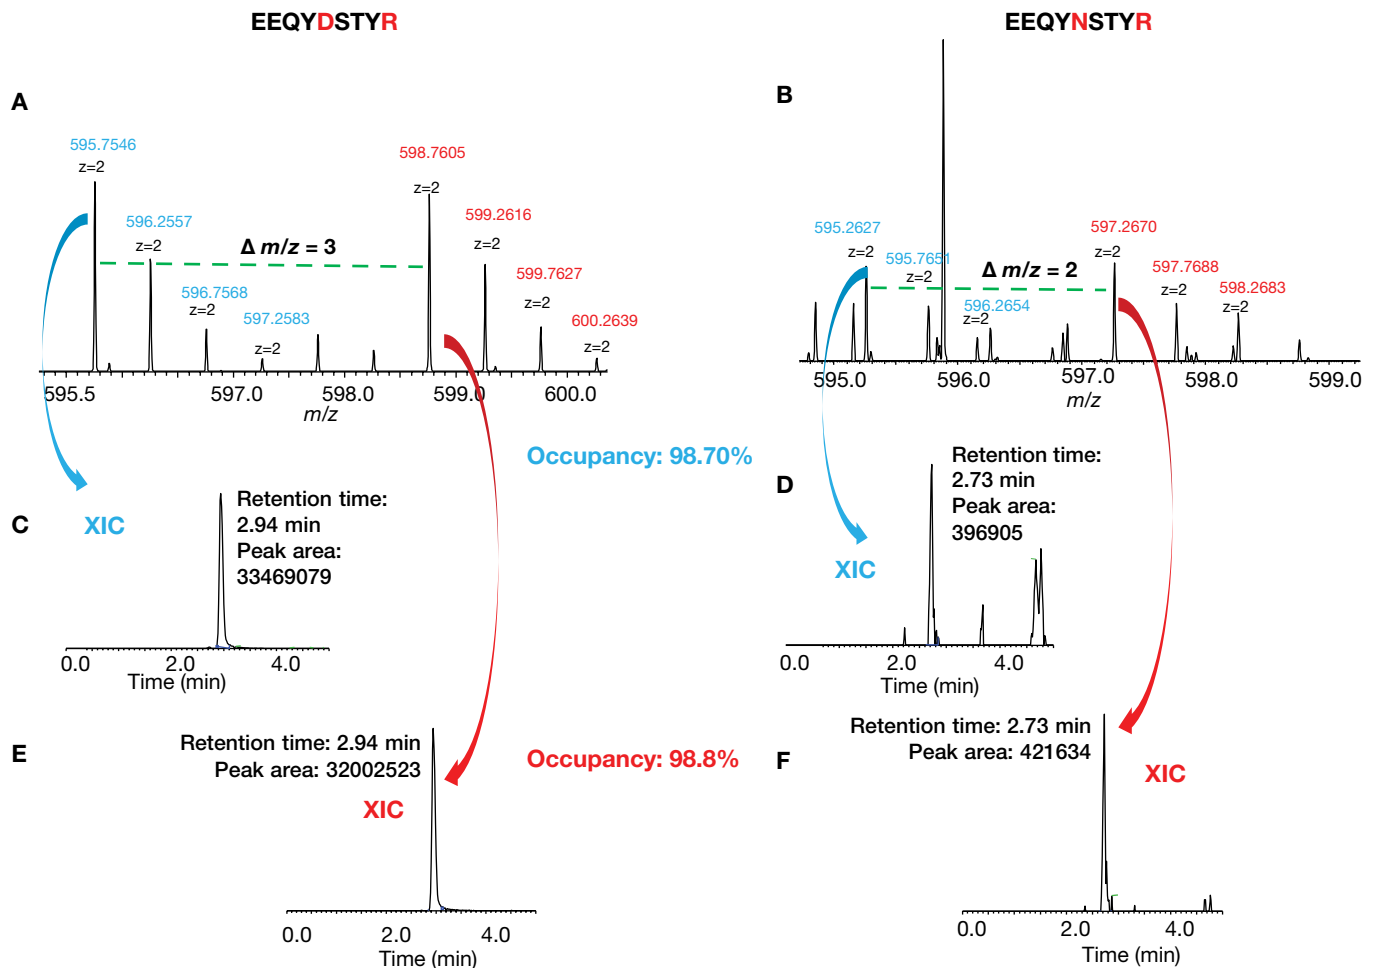 EEQYDSTYR
EEQYNSTYR
A
595.7546
z=2
596.2557
z=2
596.7568
z=2
597.2583
z=2
Δ m/z = 3
598.7605
z=2
599.2616
z=2
599.7627
z=2
600.2639
z=2
595.5 597.0 598.0 599.0 600.0
m/z
B
595.2627
z=2
595.7651
z=2
596.2654
z=2
Δ m/z = 2
597.2670
z=2
597.7688
z=2
598.2683
z=2
595.0 596.0 597.0 598.0 599.0
m/z
Occupancy: 98.70%
C
XIC
Retention time:
2.94 min
Peak area:
33469079
0.0 2.0 4.0
Time (min)
D
XIC
Retention time:
2.73 min
Peak area:
396905
0.0 2.0 4.0
Time (min)
E
Retention time: 2.94 min
Peak area: 32002523
XIC
0.0 2.0 4.0
Time (min)
Occupancy: 98.8%
F
Retention time: 2.73 min
Peak area: 421634
XIC
0.0 2.0 4.0
Time (min)